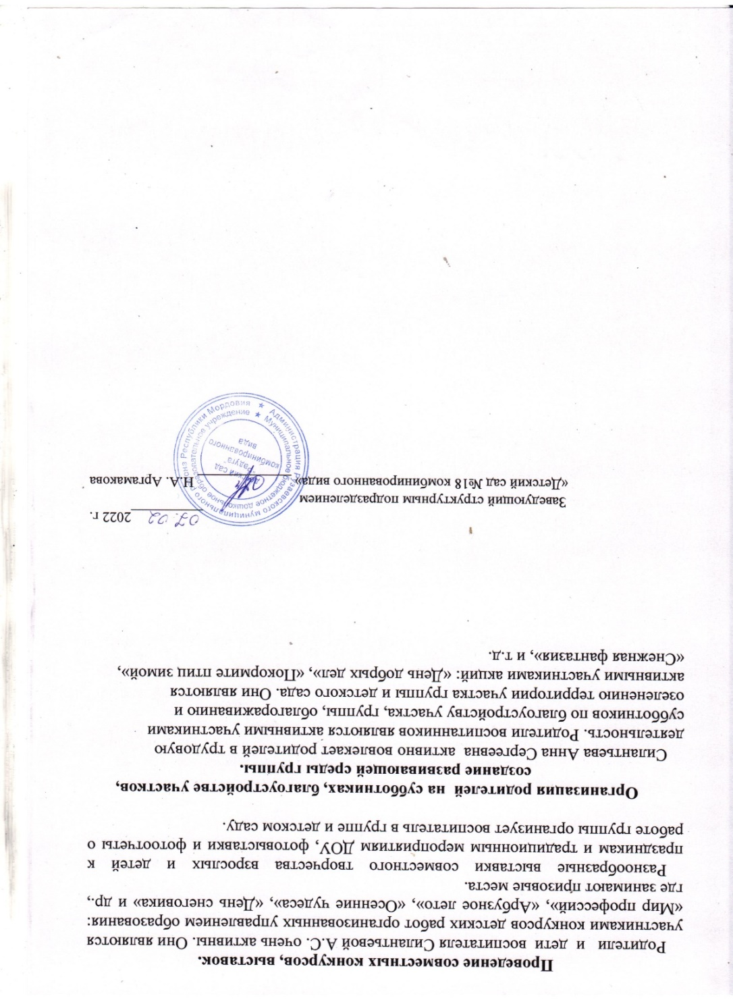 Проведение совместных конкурсов, выставок.
Родители и дети воспитателя Силантьевой А.С. очень активны. Они являются
участниками конкурсов детских работ организованных управлением образования:
«Мир профессий», «Арбузное лето», «Осенние чудеса», «День снеговика» и др.,
где занимают призовые места.
Разнообразные выставки совместного творчества взрослых и детей к
праздникам и традиционным мероприятиям ДОУ, фотовыставки и фотоотчеты о
работе группы организует воспитатель в группе и детском саду.
Организация родителей на субботниках, благоустройстве участков,
создание развивающей среды группы.
Силантьева Анна Сергеевна активно вовлекает родителей в трудовую
деятельность. Родители воспитанников являются активными участниками
субботников по благоустройству участка, группы, облагораживанию и
озеленению территории участка группы и детского сада. Они являются
активными участниками акций: «День добрых дел», «Покормите птиц зимой»,
«Снежная фантазия», и т.д.
07.02 2022 г.
Заведующий структурным подразделением
«Детский сад №18 комбинированного вида» Н.А. Аргамакова
Администрация Рузаевского муниципального района Республики Мордовия
Муниципальное бюджетное дошкольное образовательное учреждение
сад
"Радуга"
комбинированного
вида